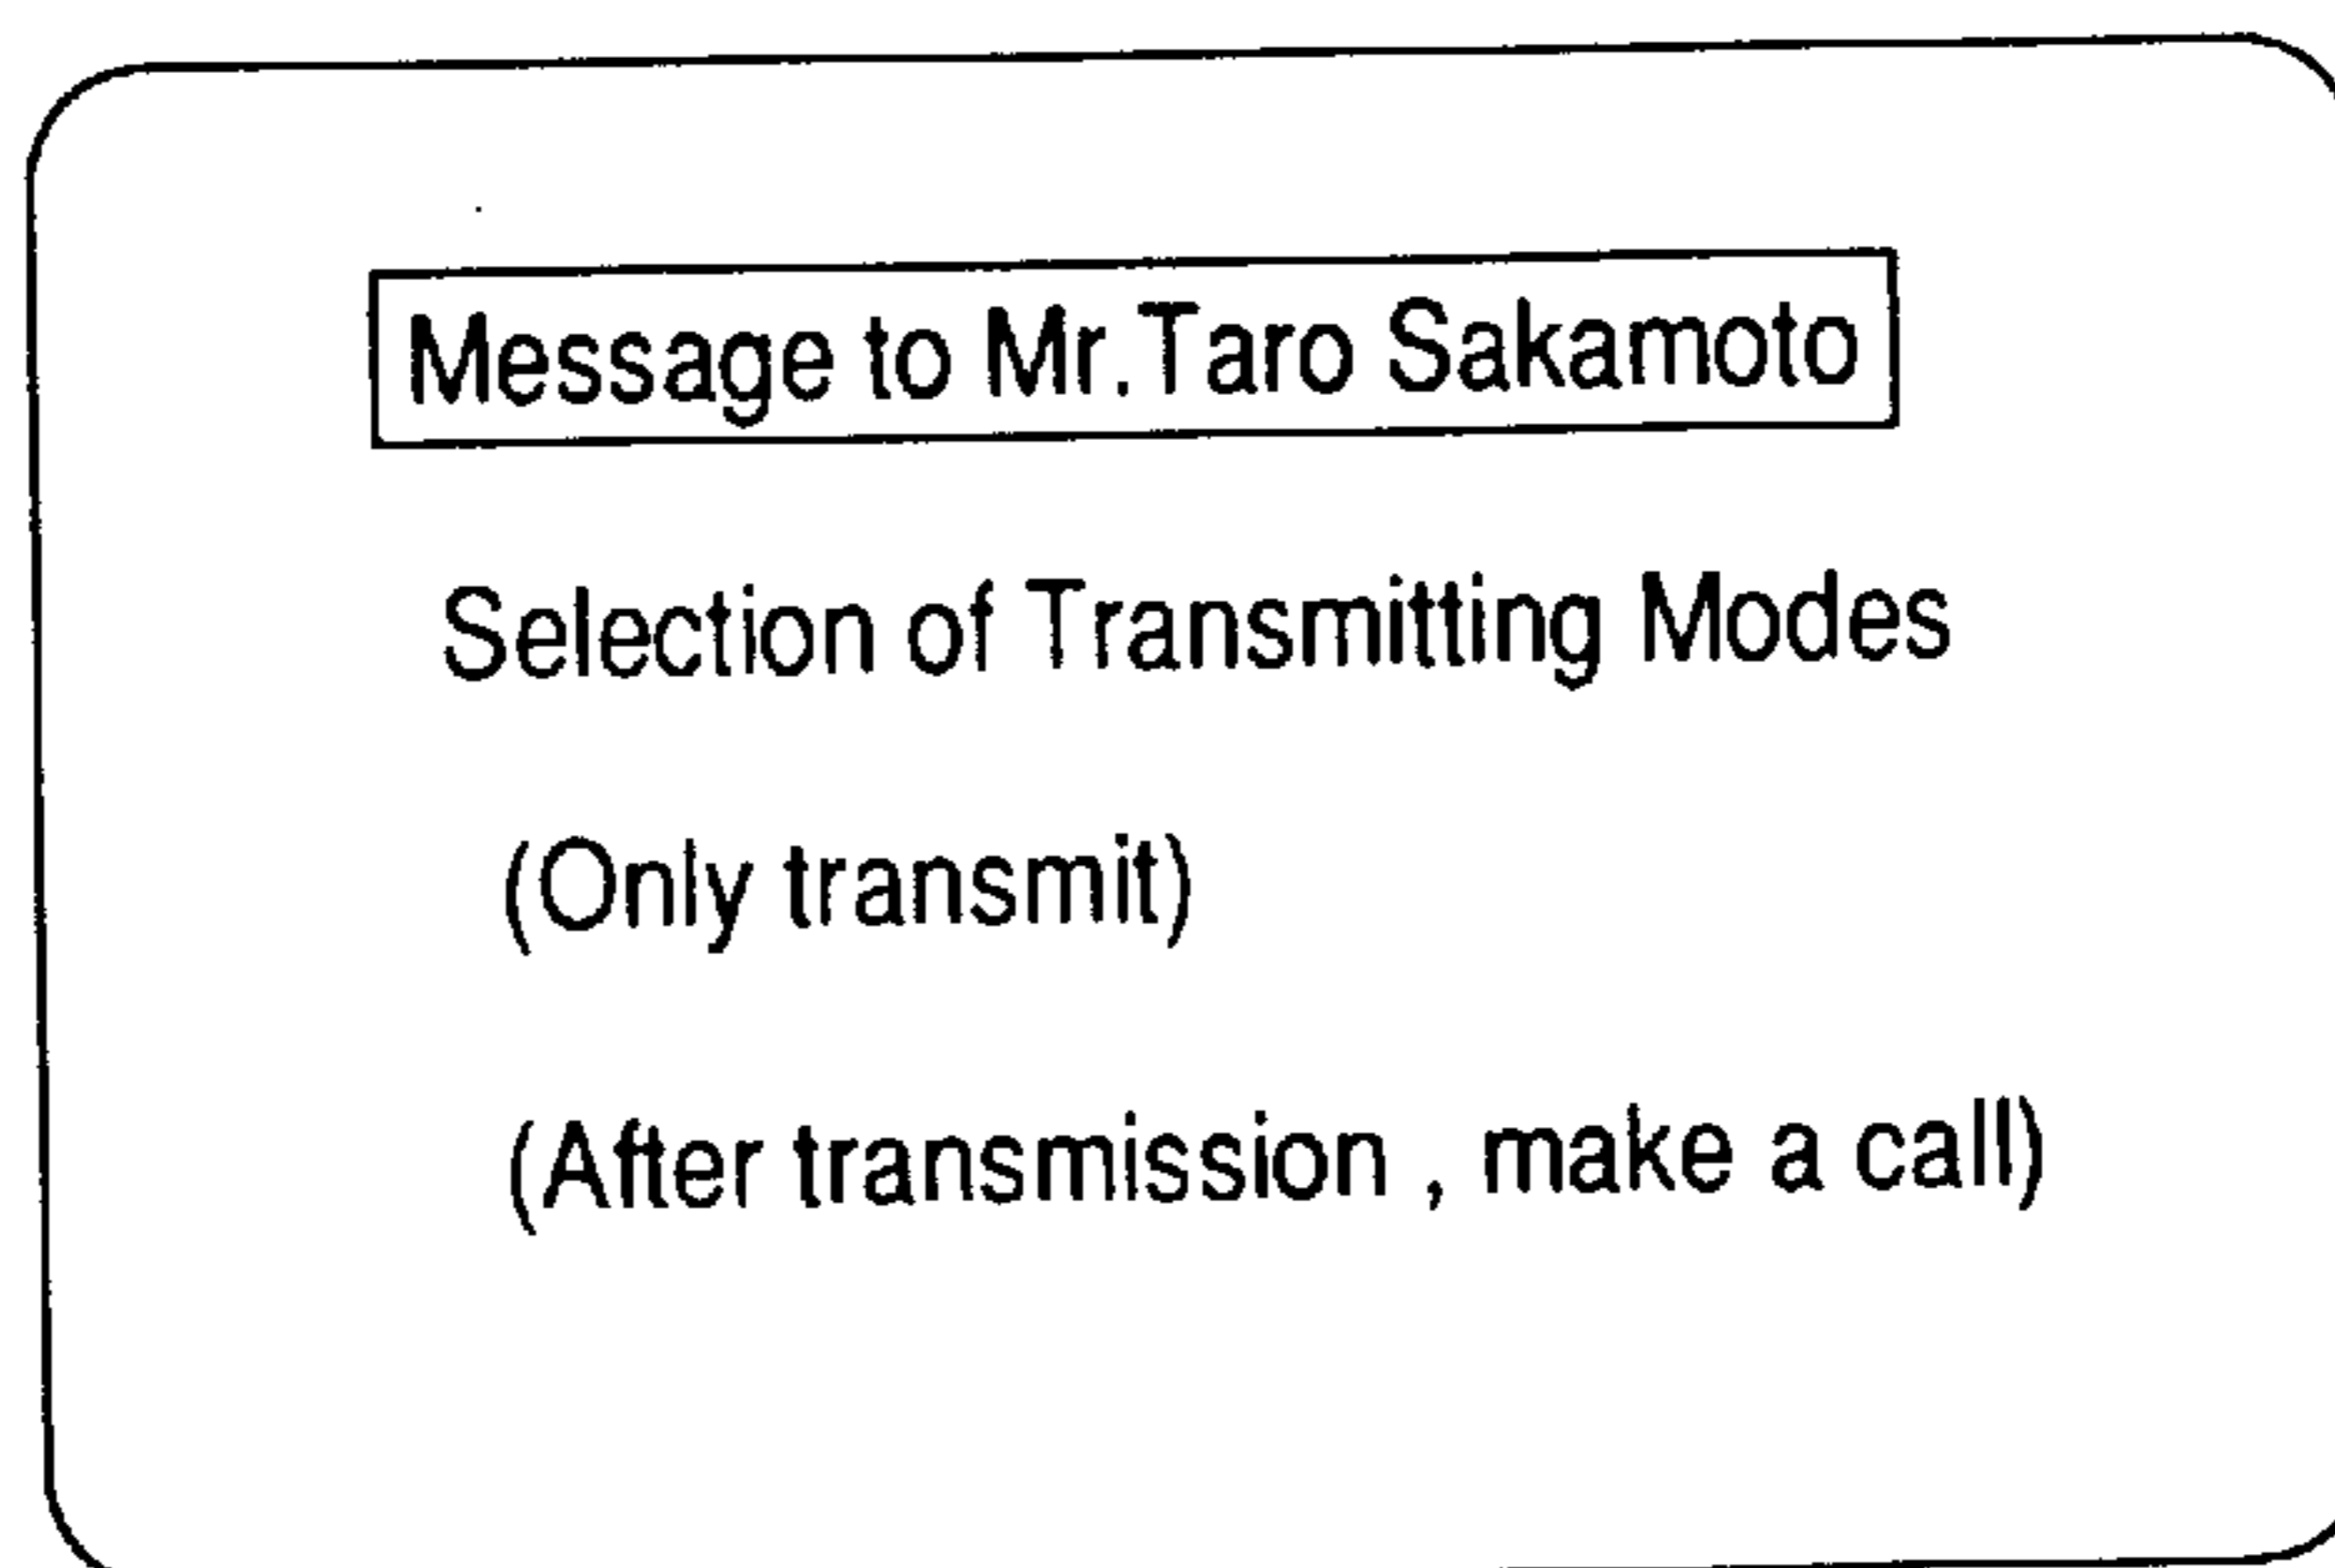 Message to Mr.Taro Sakamoto
Selection of Transmitting Modes
(Only transmit)
(After transmission , make a call)